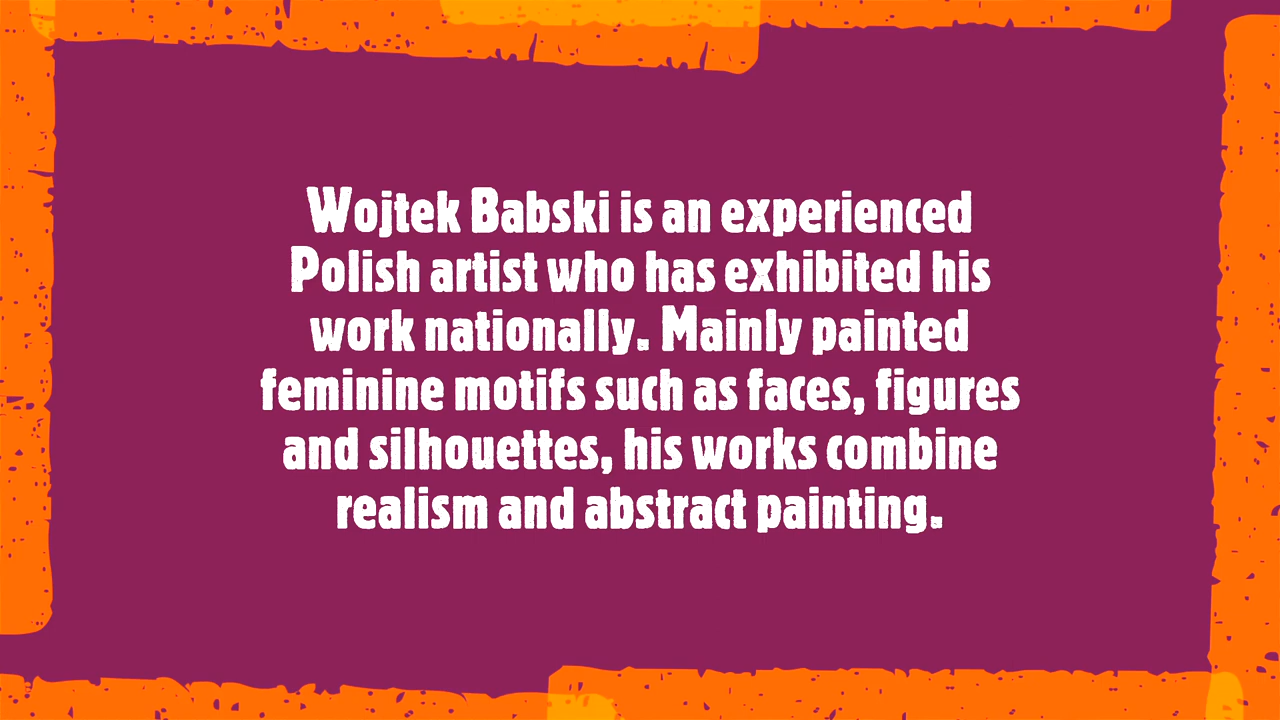 Wojtek Babski is an experienced
Polish artist who has exhibited his
work nationally. Mainly painted
feminine motifs such as faces, figures
and silhouettes, his works combine
realism and abstract painting.